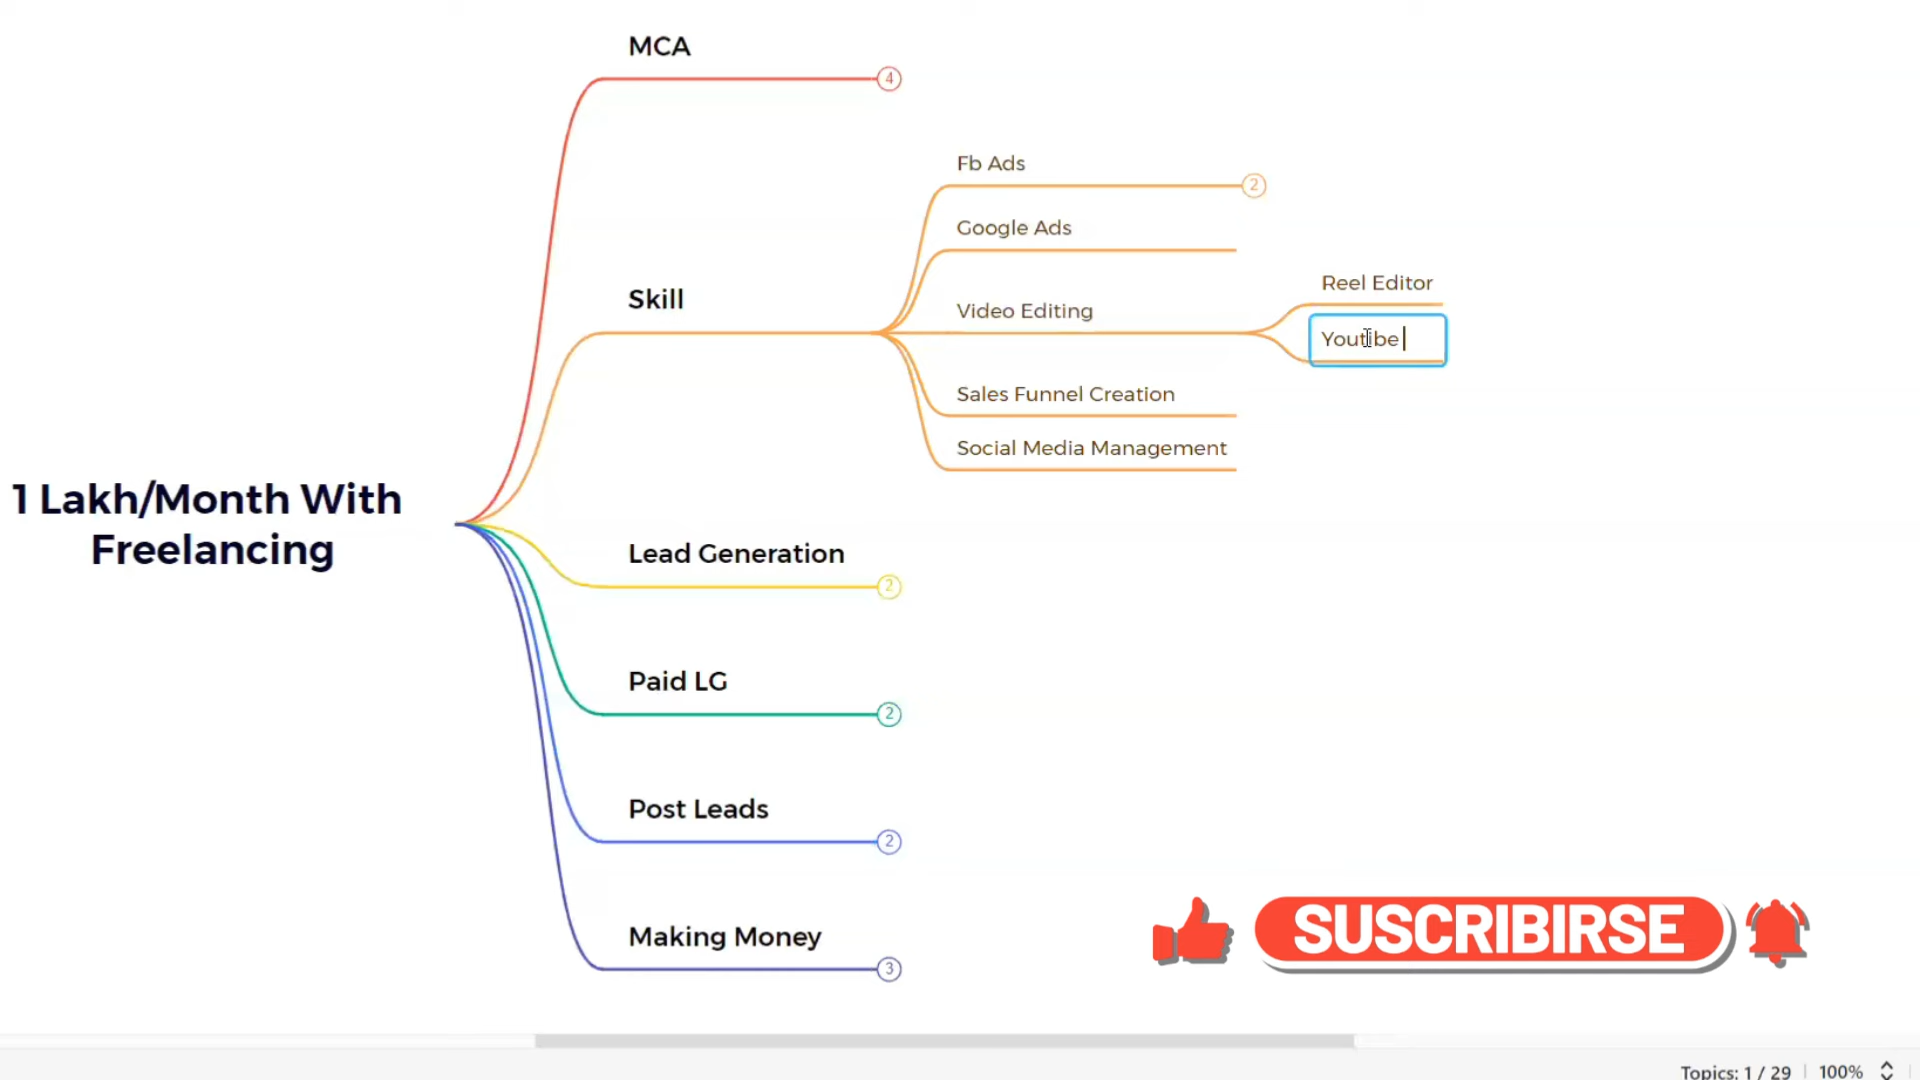 MCA
4
Fb Ads
2
Google Ads
Skill
Video Editing
Reel Editor
Youtibe
Sales Funnel Creation
Social Media Management
1 Lakh/Month With
Freelancing
Lead Generation
2
Paid LG
2
Post Leads
2
Making Money
3
SUSCRIBIRSE
Topics: 1 / 29
100%